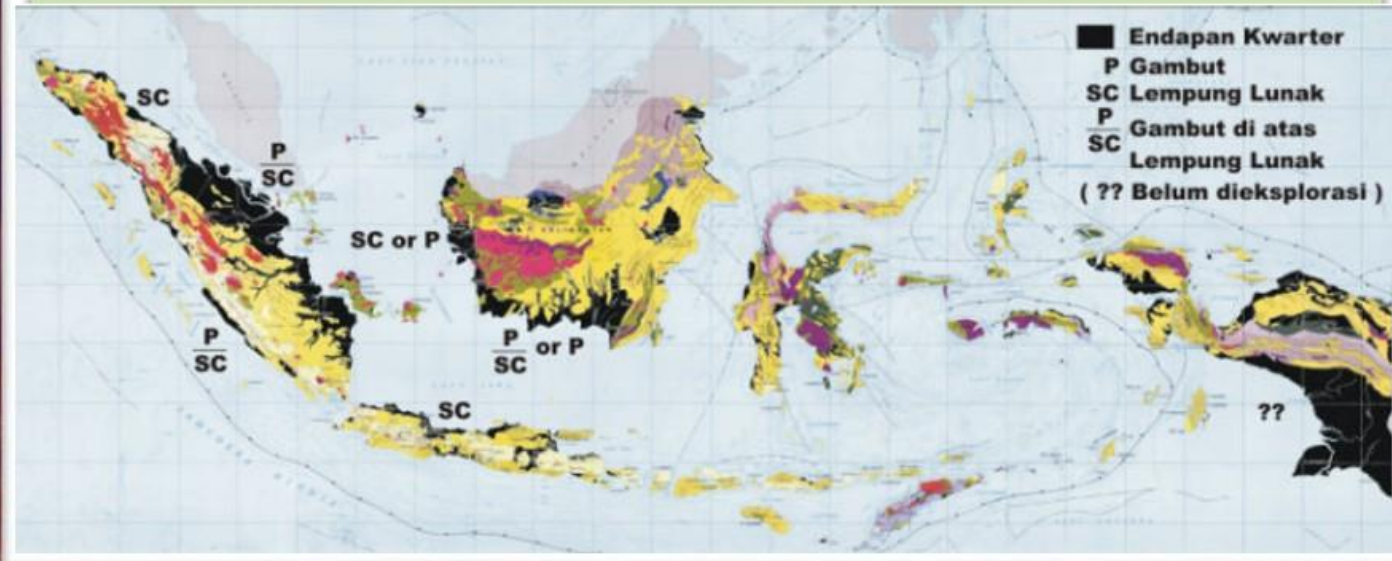 Endapan Kwarter
P Gambut
SC Lempung Lunak
P
SC
Gambut di atas
Lempung Lunak
( ?? Belum dieksplorasi )
SC
P
SC
SC or P
P
SC
P
SC
or P
SC
??